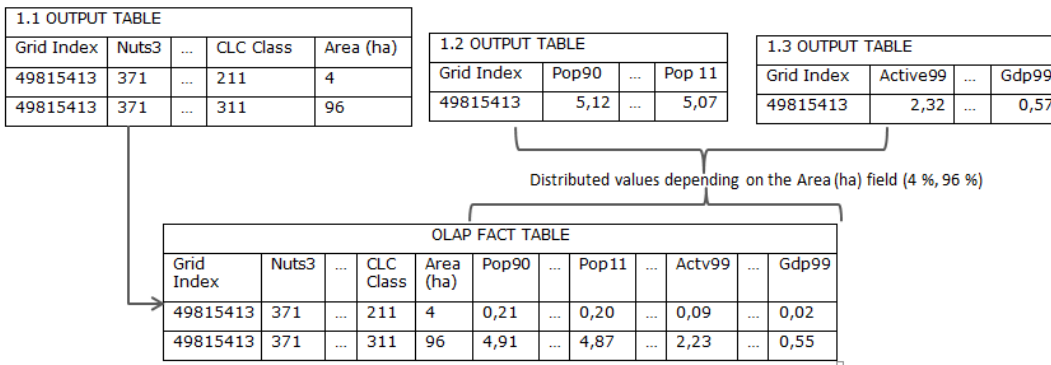 1.1 OUTPUT TABLE
Grid Index Nuts3 ... CLC Class Area (ha)
49815413 371 ... 211 4
49815413 371 ... 311 96
1.2 OUTPUT TABLE
Grid Index Pop90 ... Pop 11
49815413 5,12 ... 5,07
1.3 OUTPUT TABLE
Grid Index Active99 ... Gdp99
49815413 2,32 ... 0,57
Distributed values depending on the Area (ha) field (4 %, 96 %)
OLAP FACT TABLE
Grid Index Nuts3 ... CLC Class Area (ha) Pop90 ... Pop11 ... Actv99 ... Gdp99
49815413 371 ... 211 4 0,21 ... 0,20 ... 0,09 ... 0,02
49815413 371 ... 311 96 4,91 ... 4,87 ... 2,23 ... 0,55